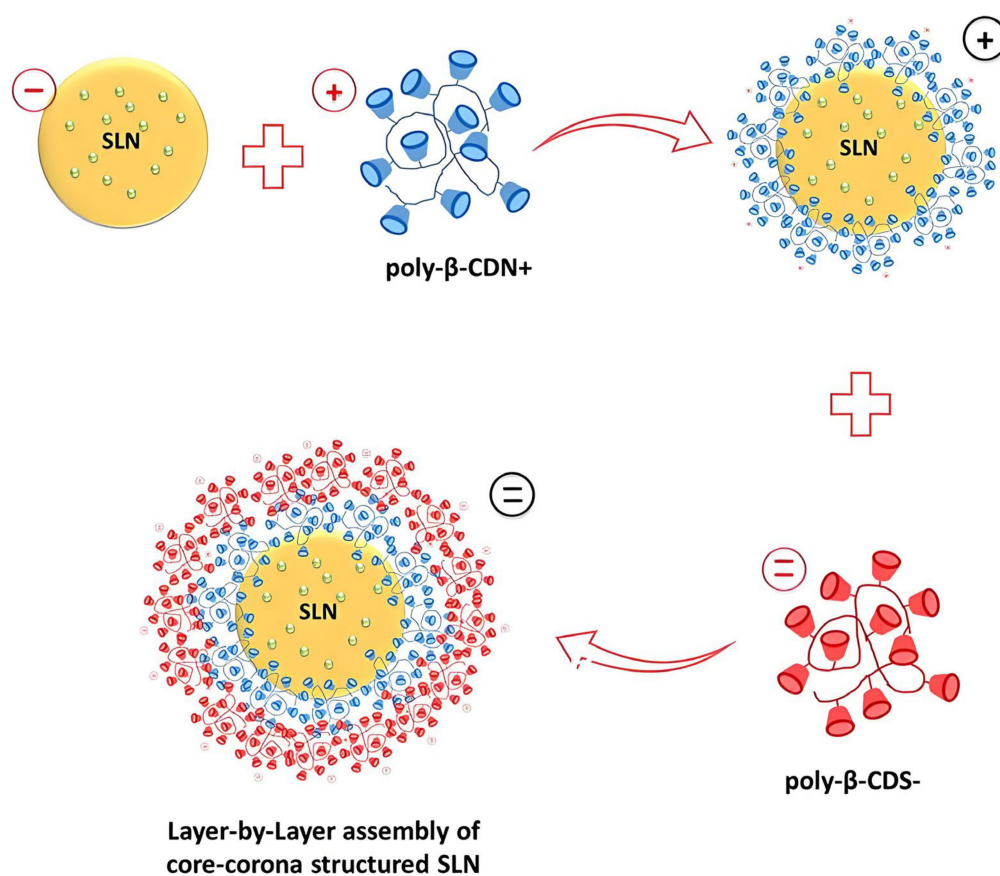 SLN
poly-β-CDN+
SLN
SLN
poly-β-CDS-
Layer-by-Layer assembly of
core-corona structured SLN